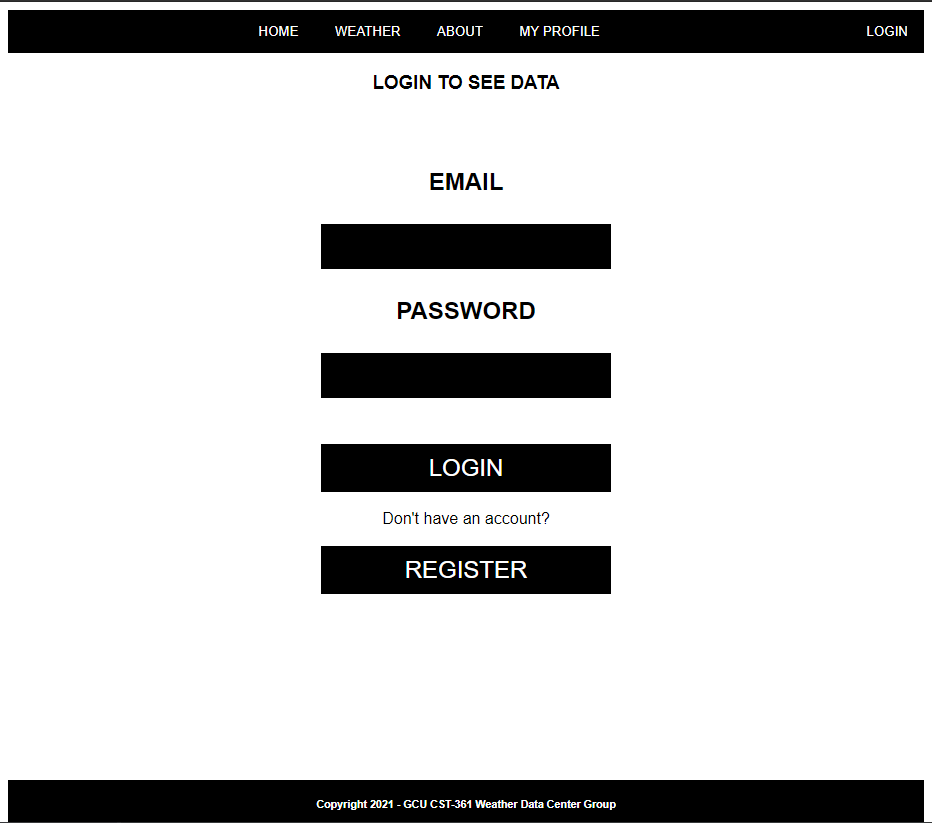 HOME WEATHER ABOUT MY PROFILE LOGIN
LOGIN TO SEE DATA
EMAIL
PASSWORD
LOGIN
Don't have an account?
REGISTER
Copyright 2021 - GCU CST-361 Weather Data Center Group